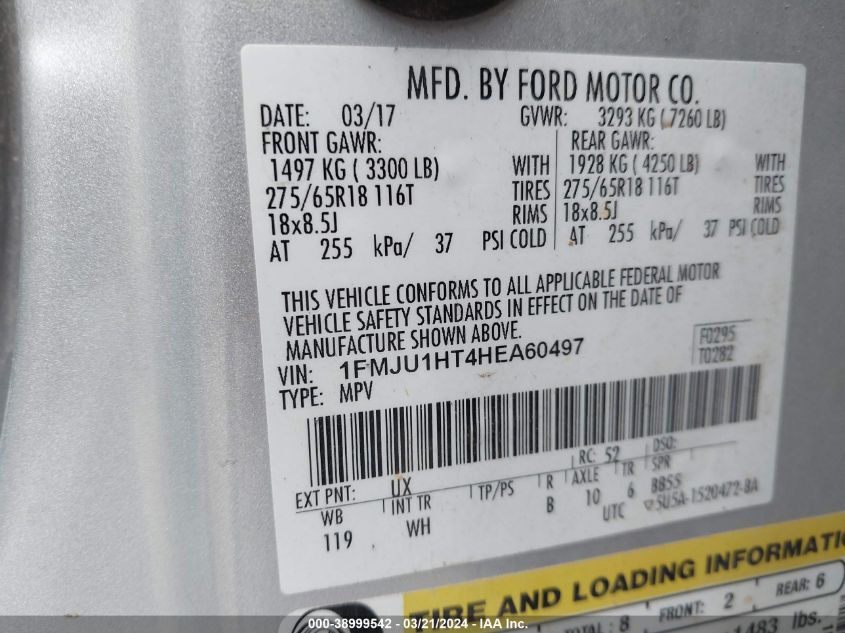 MFD. BY FORD MOTOR CO.
DATE: 03/17 GVWR: 3293 KG ( 7260 LB)
FRONT GAWR: REAR GAWR:
1497 KG ( 3300 LB) WITH 1928 KG ( 4250 LB) WITH
275/65R18 116T TIRES 275/65R18 116T TIRES
18x8.5J RIMS 18x8.5J RIMS
AT 255 kPa/ 37 PSI COLD AT 255 kPa/ 37 PSI COLD
THIS VEHICLE CONFORMS TO ALL APPLICABLE FEDERAL MOTOR
VEHICLE SAFETY STANDARDS IN EFFECT ON THE DATE OF
MANUFACTURE SHOWN ABOVE.
VIN: 1FMJU1HT4HEA60497 F0295
TYPE: MPV T0282
EXT PNT: UX RC: 52 DSO:
WB INT TR TP/PS R AXLE TR SPR
119 WH B 10 6 B855
UTC 5U5A-1520472-BA
TIRE AND LOADING INFORMATI
TOTAL : 8 FRONT: 2 REAR: 6
1483 lbs.
000-38999542 — 03/21/2024 — IAA Inc.